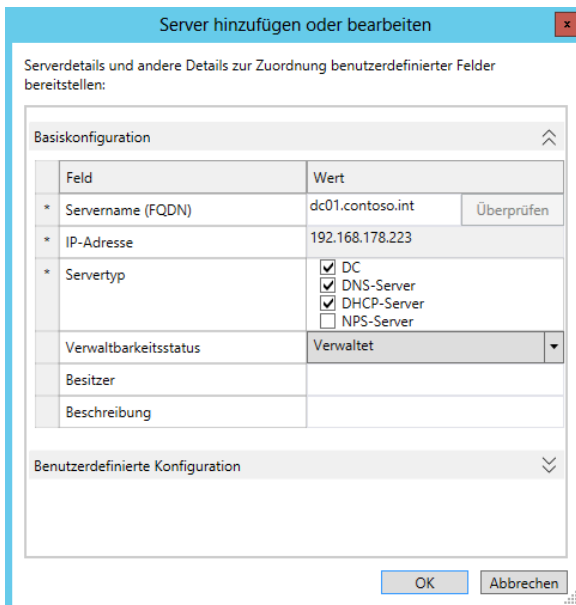 Server hinzufügen oder bearbeiten
x
Serverdetails und andere Details zur Zuordnung benutzerdefinierter Felder
bereitstellen:
Basiskonfiguration
Feld Wert
* Servername (FQDN) dc01.contoso.int Überprüfen
* IP-Adresse 192.168.178.223
* Servertyp DC
DNS-Server
DHCP-Server
NPS-Server
Verwaltbarkeitsstatus Verwaltet
Besitzer
Beschreibung
Benutzerdefinierte Konfiguration
OK Abbrechen